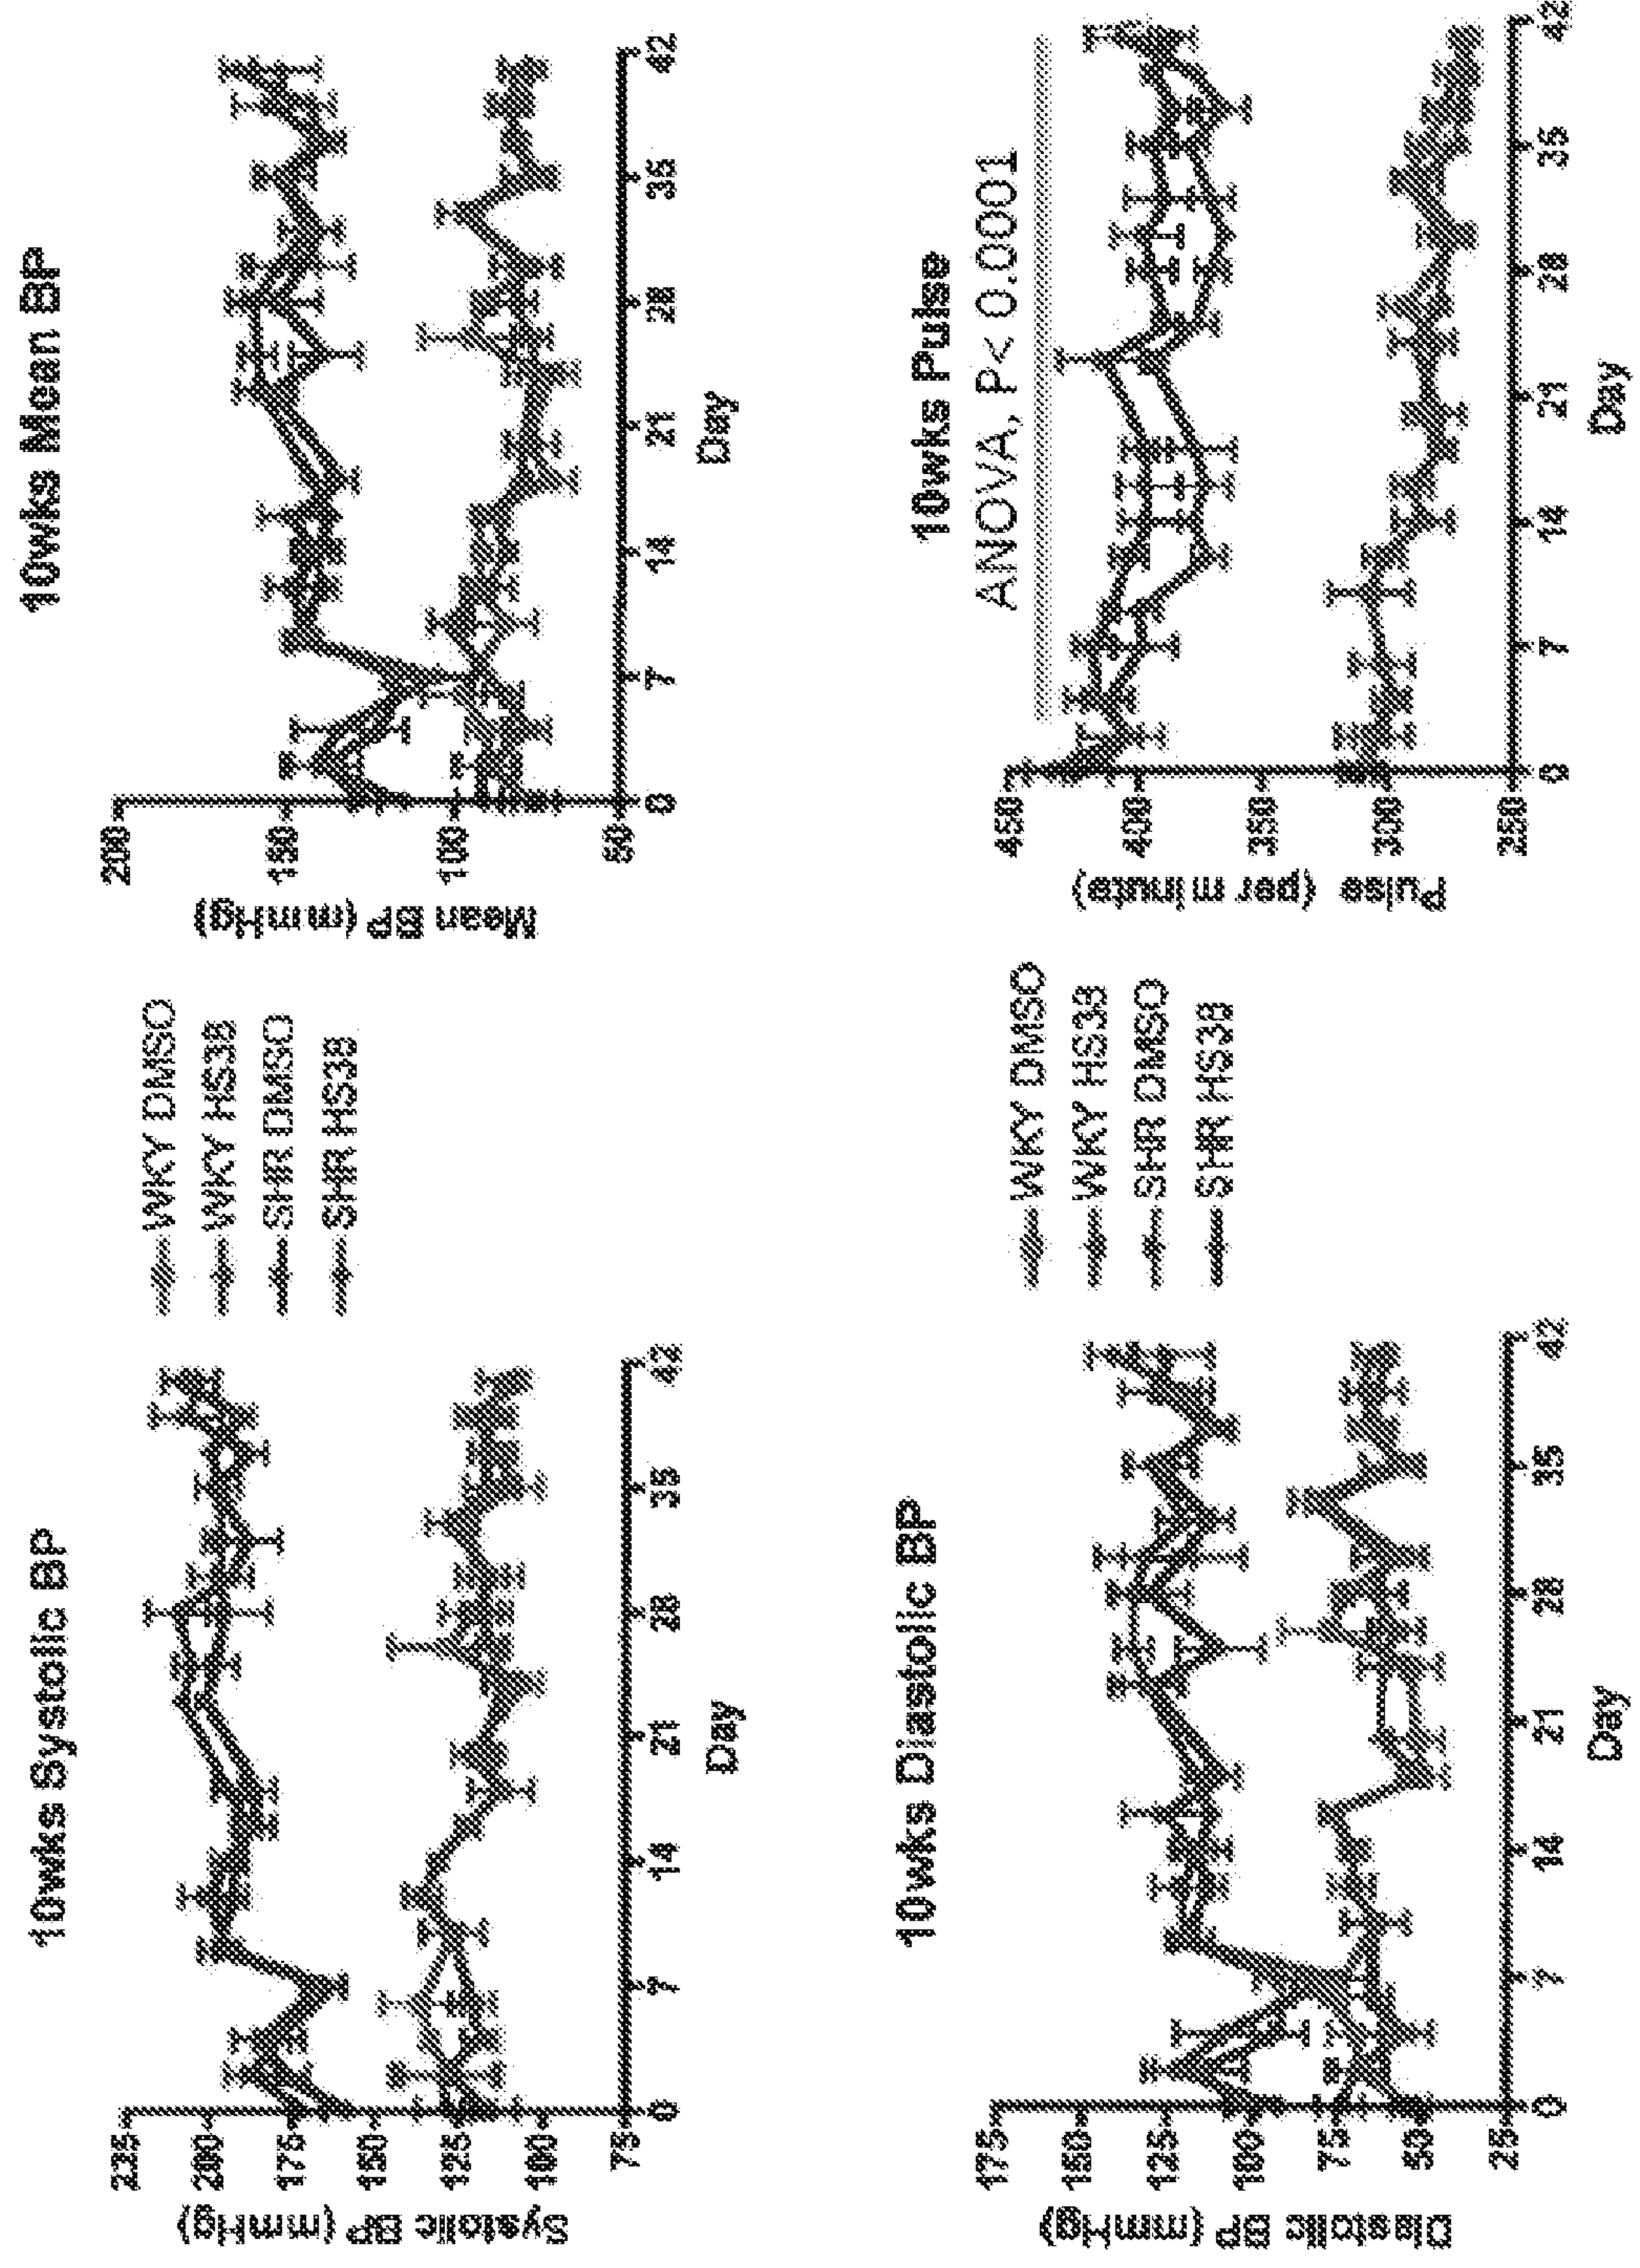 10wks Systolic BP
Systolic BP (mmHg)
225
200
175
150
125
100
75
0 7 14 21 28 35 42
Day
WKY DMSO
WKY HS38
SHR DMSO
SHR HS38
10wks Mean BP
Mean BP (mmHg)
200
150
100
50
0 7 14 21 28 35 42
Day
10wks Diastolic BP
Diastolic BP (mmHg)
175
150
125
100
75
50
25
0 7 14 21 28 35 42
Day
WKY DMSO
WKY HS38
SHR DMSO
SHR HS38
10wks Pulse
ANOVA, P< 0.0001
Pulse (per minute)
450
400
350
300
250
0 7 14 21 28 35 42
Day